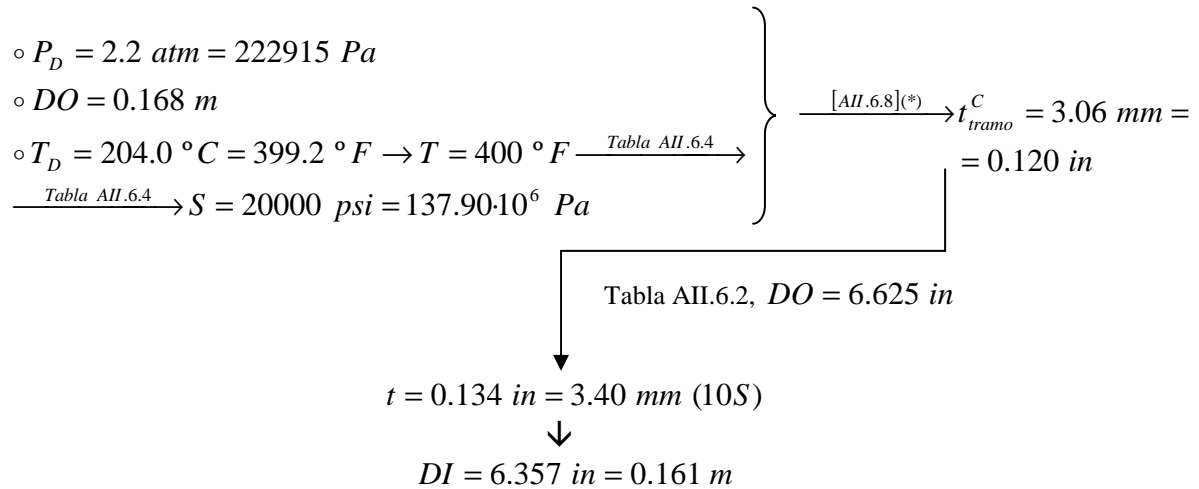 ∘ P_D = 2.2 atm = 222915 Pa
∘ DO = 0.168 m
∘ T_D = 204.0 ºC = 399.2 ºF → T = 400 ºF —Tabla AII.6.4→
—Tabla AII.6.4→ S = 20000 psi = 137.90·10^6 Pa
—[AII.6.8](*)→ t^C_tramo = 3.06 mm =
= 0.120 in
Tabla AII.6.2, DO = 6.625 in
t = 0.134 in = 3.40 mm (10S)
↓
DI = 6.357 in = 0.161 m